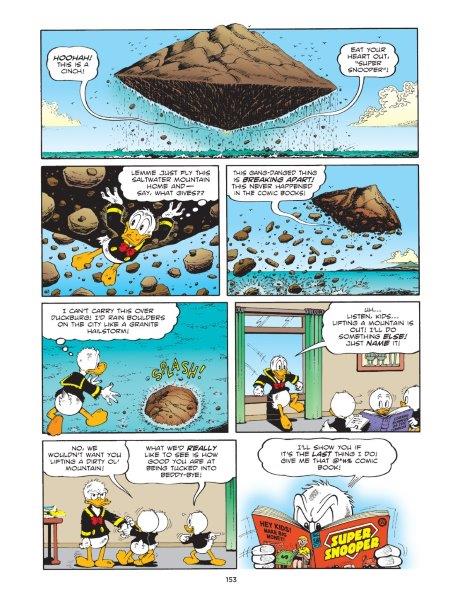 HOOHAH!
THIS IS A
CINCH!
EAT YOUR
HEART OUT,
"SUPER
SNOOPER"!
LEMME JUST FLY THIS
SALTWATER MOUNTAIN
HOME AND—
SAY, WHAT GIVES??
THIS GANG-DANGED THING
IS BREAKING APART!
THIS NEVER HAPPENED
IN THE COMIC BOOKS!
I CAN'T CARRY THIS OVER
DUCKBURG! I'D RAIN BOULDERS
ON THE CITY LIKE A GRANITE
HAILSTORM!
SPLASH!
UH...
LISTEN, KIDS...
LIFTING A MOUNTAIN IS
OUT! I'LL DO
SOMETHING ELSE!
JUST NAME IT!
NO, WE
WOULDN'T WANT YOU
LIFTING A DIRTY OL'
MOUNTAIN!
WHAT WE'D REALLY
LIKE TO SEE IS HOW
GOOD YOU ARE AT
BEING TUCKED INTO
BEDDY-BYE!
I'LL SHOW YOU IF
IT'S THE LAST THING I DO!
GIVE ME THAT @*#% COMIC
BOOK!
HEY KIDS!
MAKE BIG
MONEY!
SUPER
SNOOPER
153